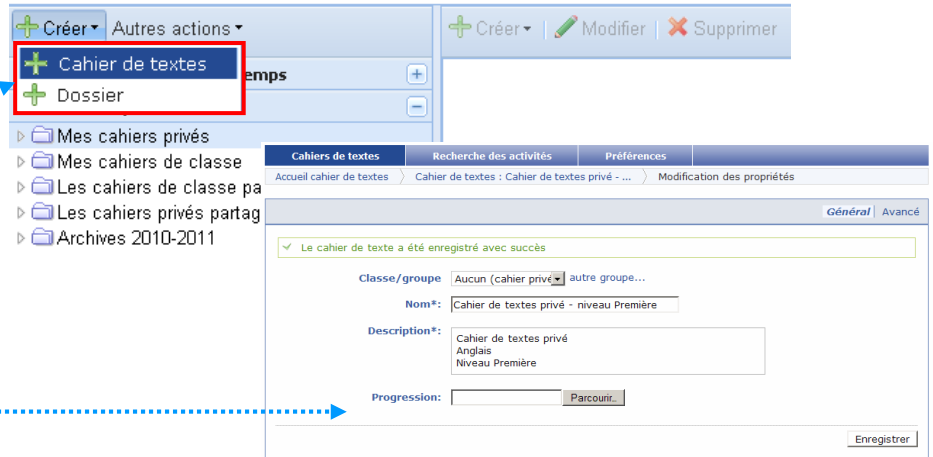 Créer Autres actions
Créer Modifier Supprimer
Cahier de textes
emps
Dossier
Mes cahiers privés
Mes cahiers de classe
Les cahiers de classe pa
Les cahiers privés partag
Archives 2010-2011
Cahiers de textes Recherche des activités Préférences
Accueil cahier de textes Cahier de textes : Cahier de textes privé - ... Modification des propriétés
Général Avancé
Le cahier de texte a été enregistré avec succès
Classe/groupe Aucun (cahier privé autre groupe...
Nom*: Cahier de textes privé - niveau Première
Description*: Cahier de textes privé
Anglais
Niveau Première
Progression: Parcourir...
Enregistrer